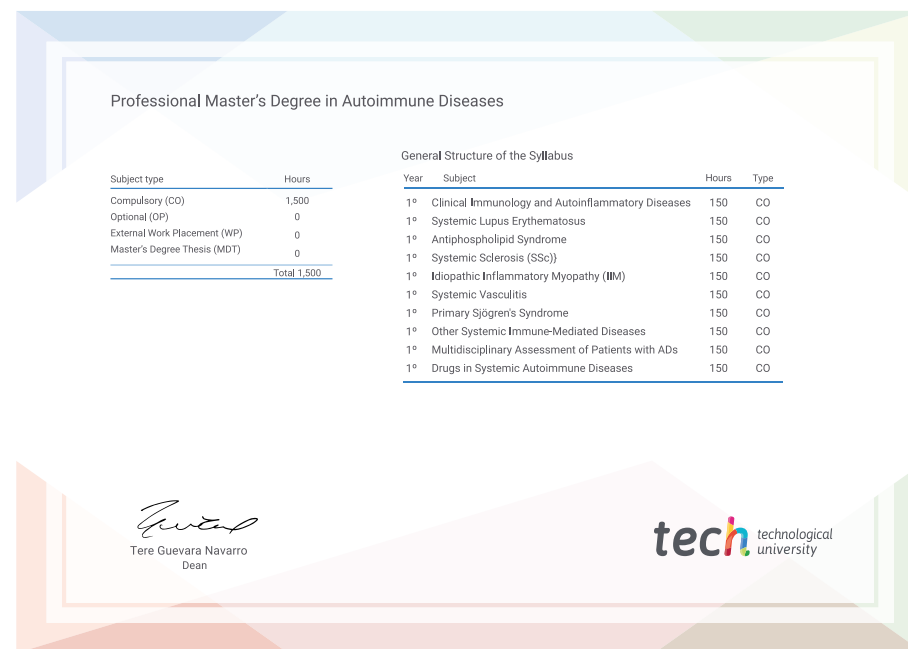 Professional Master's Degree in Autoimmune Diseases
Subject type Hours
Compulsory (CO) 1,500
Optional (OP) 0
External Work Placement (WP) 0
Master's Degree Thesis (MDT) 0
Total 1,500
General Structure of the Syllabus
Year Subject Hours Type
1º Clinical Immunology and Autoinflammatory Diseases 150 CO
1º Systemic Lupus Erythematosus 150 CO
1º Antiphospholipid Syndrome 150 CO
1º Systemic Sclerosis (SSc)} 150 CO
1º Idiopathic Inflammatory Myopathy (IIM) 150 CO
1º Systemic Vasculitis 150 CO
1º Primary Sjögren's Syndrome 150 CO
1º Other Systemic Immune-Mediated Diseases 150 CO
1º Multidisciplinary Assessment of Patients with ADs 150 CO
1º Drugs in Systemic Autoimmune Diseases 150 CO
Tere Guevara Navarro
Dean
tech technological
university